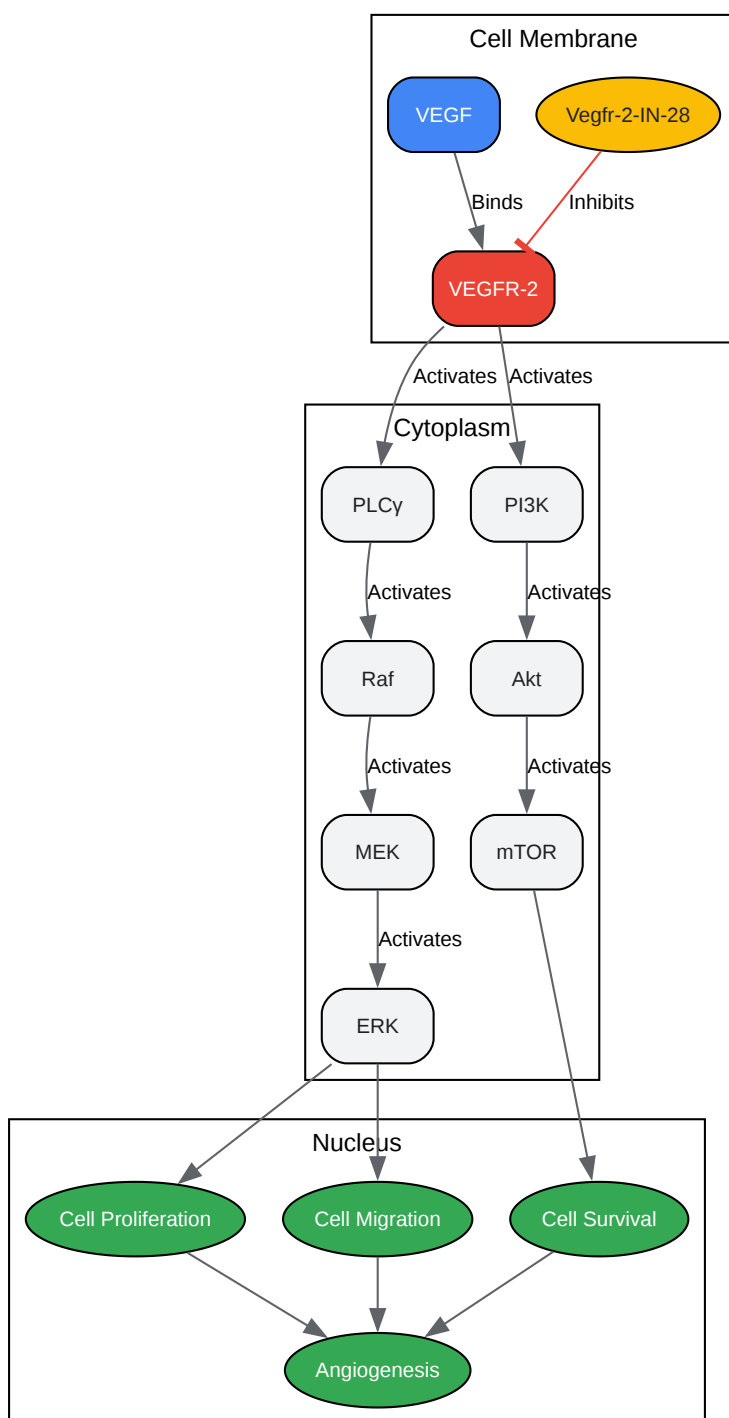 Cell Membrane
VEGF
Vegfr-2-IN-28
Binds
Inhibits
VEGFR-2
Activates
Activates
Cytoplasm
PLCγ
PI3K
Activates
Activates
Raf
Akt
Activates
Activates
MEK
mTOR
Activates
ERK
Nucleus
Cell Proliferation
Cell Migration
Cell Survival
Angiogenesis